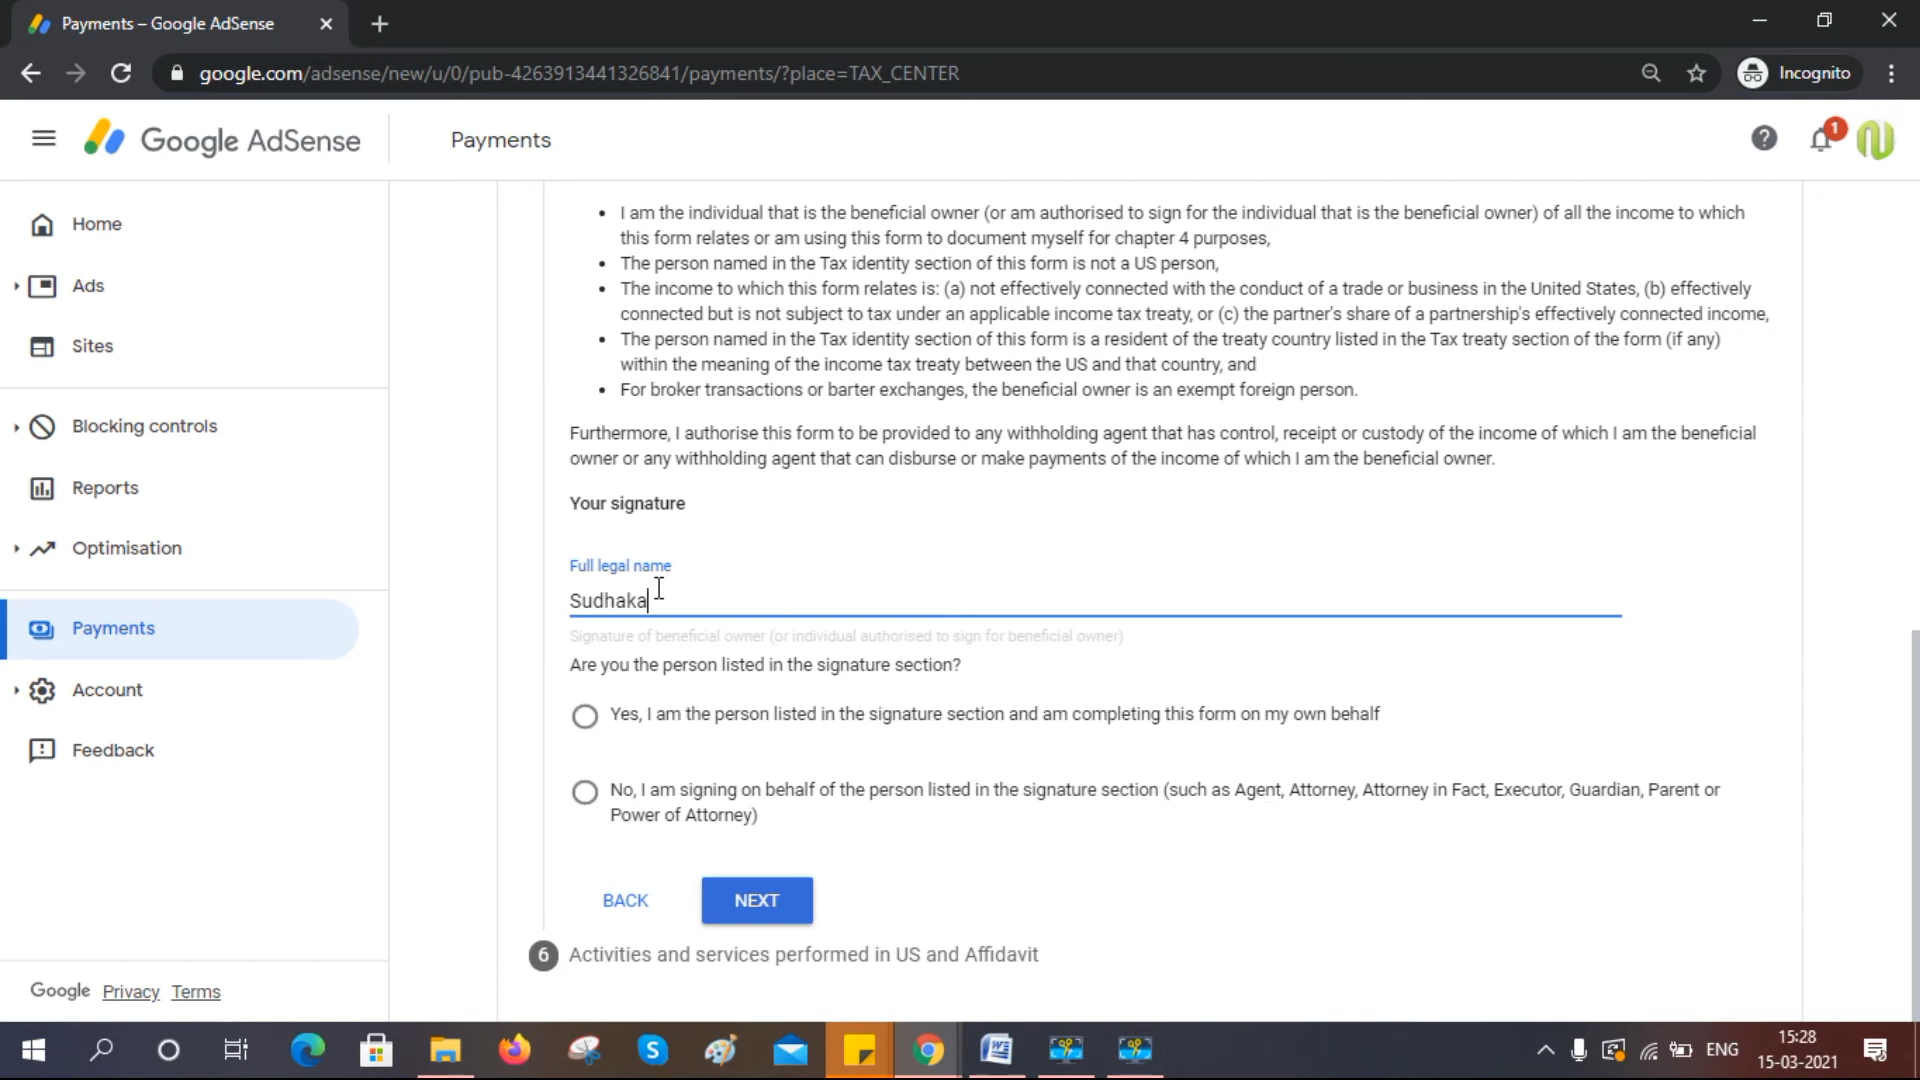 Payments – Google AdSense
google.com/adsense/new/u/0/pub-4263913441326841/payments/?place=TAX_CENTER
Incognito
Google AdSense
Payments
1
Home
Ads
Sites
Blocking controls
Reports
Optimisation
Payments
Account
Feedback
Google Privacy Terms
• I am the individual that is the beneficial owner (or am authorised to sign for the individual that is the beneficial owner) of all the income to which
this form relates or am using this form to document myself for chapter 4 purposes,
• The person named in the Tax identity section of this form is not a US person,
• The income to which this form relates is: (a) not effectively connected with the conduct of a trade or business in the United States, (b) effectively
connected but is not subject to tax under an applicable income tax treaty, or (c) the partner's share of a partnership's effectively connected income,
• The person named in the Tax identity section of this form is a resident of the treaty country listed in the Tax treaty section of the form (if any)
within the meaning of the income tax treaty between the US and that country, and
• For broker transactions or barter exchanges, the beneficial owner is an exempt foreign person.
Furthermore, I authorise this form to be provided to any withholding agent that has control, receipt or custody of the income of which I am the beneficial
owner or any withholding agent that can disburse or make payments of the income of which I am the beneficial owner.
Your signature
Full legal name
Sudhaka
Signature of beneficial owner (or individual authorised to sign for beneficial owner)
Are you the person listed in the signature section?
Yes, I am the person listed in the signature section and am completing this form on my own behalf
No, I am signing on behalf of the person listed in the signature section (such as Agent, Attorney, Attorney in Fact, Executor, Guardian, Parent or
Power of Attorney)
BACK
NEXT
6 Activities and services performed in US and Affidavit
ENG
15:28
15-03-2021